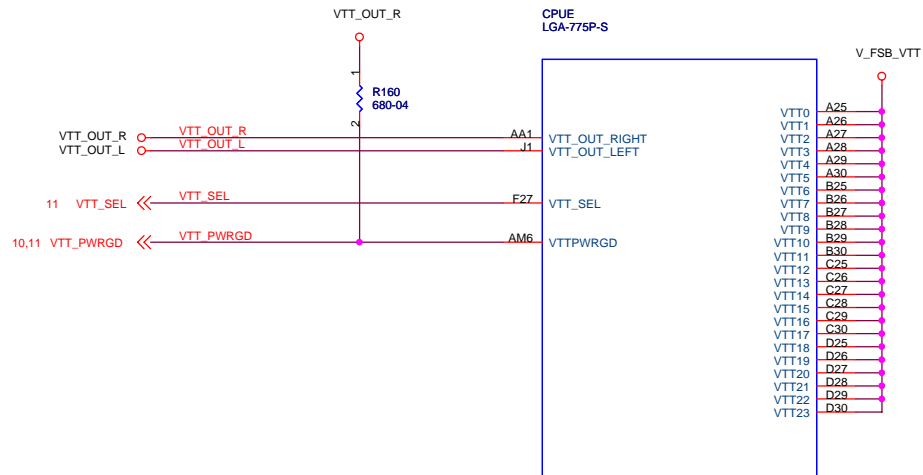 VTT_OUT_R
CPUE
LGA-775P-S
V_FSB_VTT
1
R160
680-04
2
VTT_OUT_R VTT_OUT_R AA1 VTT_OUT_RIGHT
VTT_OUT_L VTT_OUT_L J1 VTT_OUT_LEFT
11 VTT_SEL VTT_SEL F27 VTT_SEL
10,11 VTT_PWRGD VTT_PWRGD AM6 VTTPWRGD
VTT0 A25
VTT1 A26
VTT2 A27
VTT3 A28
VTT4 A29
VTT5 A30
VTT6 B25
VTT7 B26
VTT8 B27
VTT9 B28
VTT10 B29
VTT11 B30
VTT12 C25
VTT13 C26
VTT14 C27
VTT15 C28
VTT16 C29
VTT17 C30
VTT18 D25
VTT19 D26
VTT20 D27
VTT21 D28
VTT22 D29
VTT23 D30